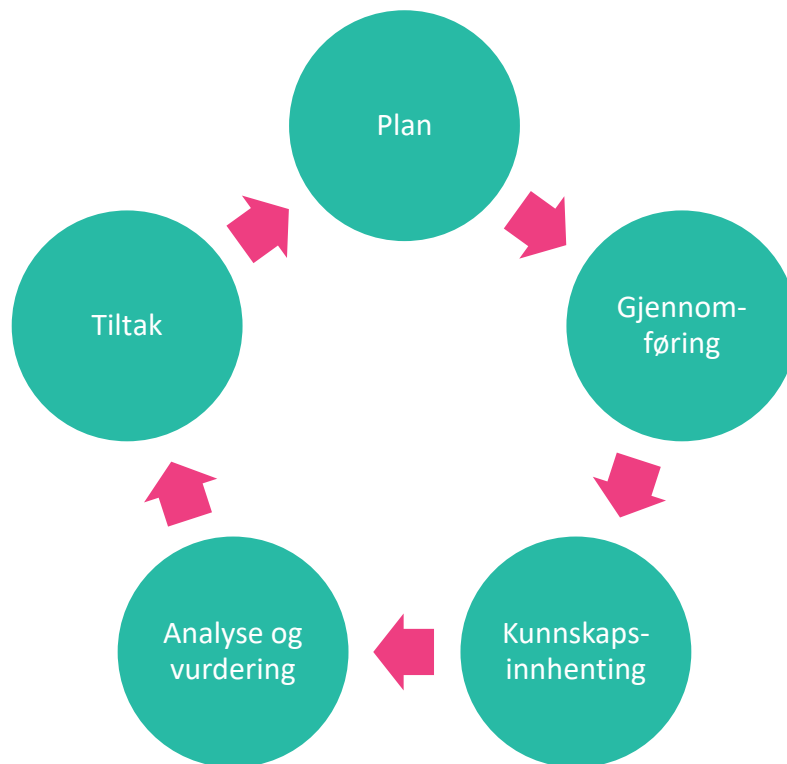 Plan
Gjennom-
føring
Kunnskaps-
innhenting
Analyse og
vurdering
Tiltak